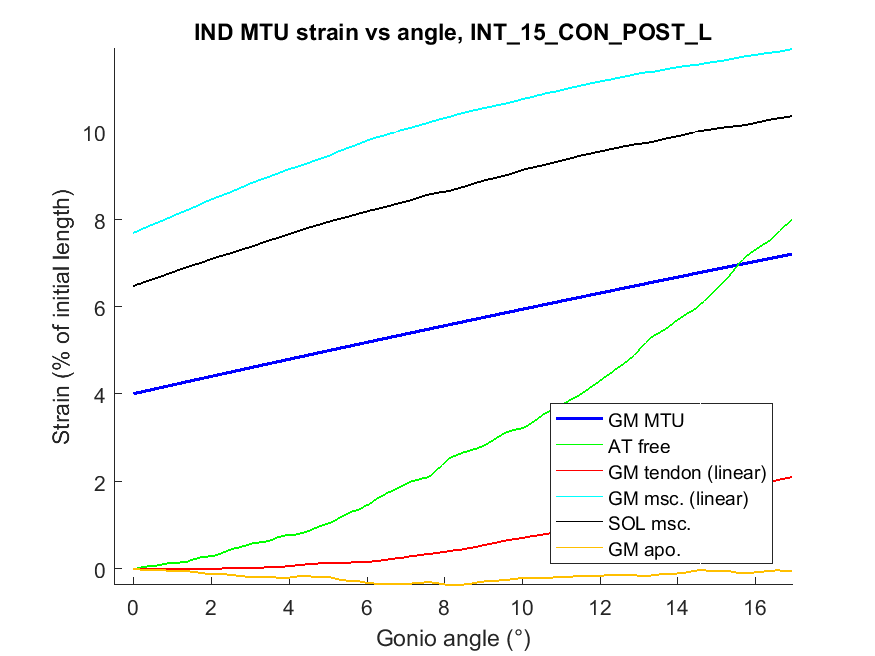 IND MTU strain vs angle, INT_15_CON_POST_L
Strain (% of initial length)
10
8
6
4
2
0
GM MTU
AT free
GM tendon (linear)
GM msc. (linear)
SOL msc.
GM apo.
0 2 4 6 8 10 12 14 16
Gonio angle (°)